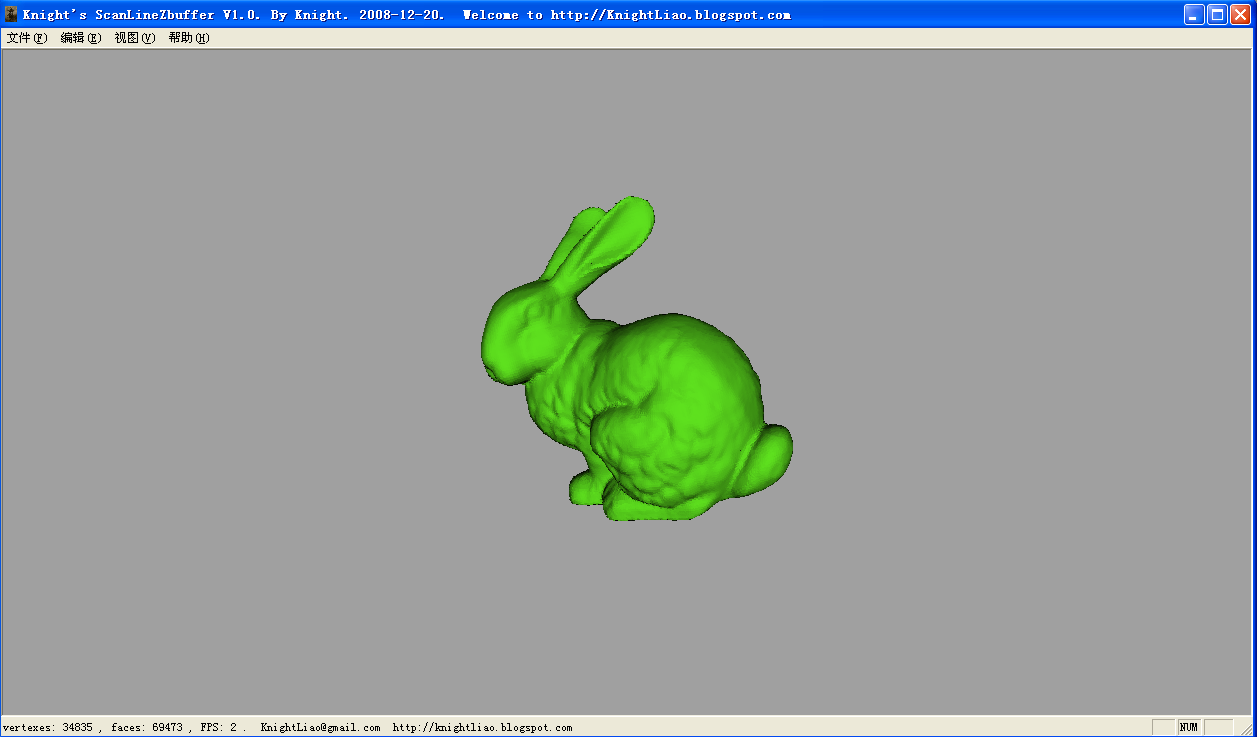 Knight's ScanLineZbuffer V1.0. By Knight. 2008-12-20.  Welcome to http://KnightLiao.blogspot.com
文件(F) 编辑(E) 视图(V) 帮助(H)
vertexes: 34835 , faces: 69473 , FPS: 2 .  KnightLiao@gmail.com  http://knightliao.blogspot.com NUM